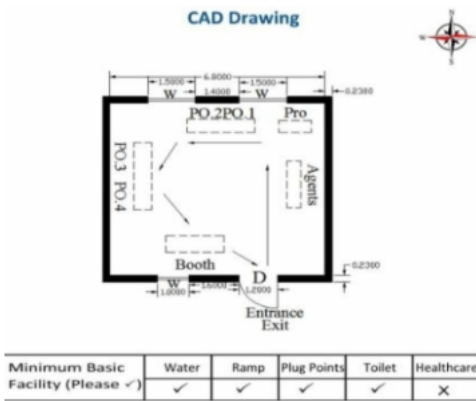 CAD Drawing
N
W E
S
6.8000
1.5000 1.4000 1.5000 0.2300
W W
PO.2 PO.1 Pro
PO.3
PO.4
Agents
Booth D
W 1.6000 0.2300
1.0000 1.2000
Entrance
Exit
Minimum Basic Facility (Please ✓) Water Ramp Plug Points Toilet Healthcare
✓ ✓ ✓ ✓ ✗